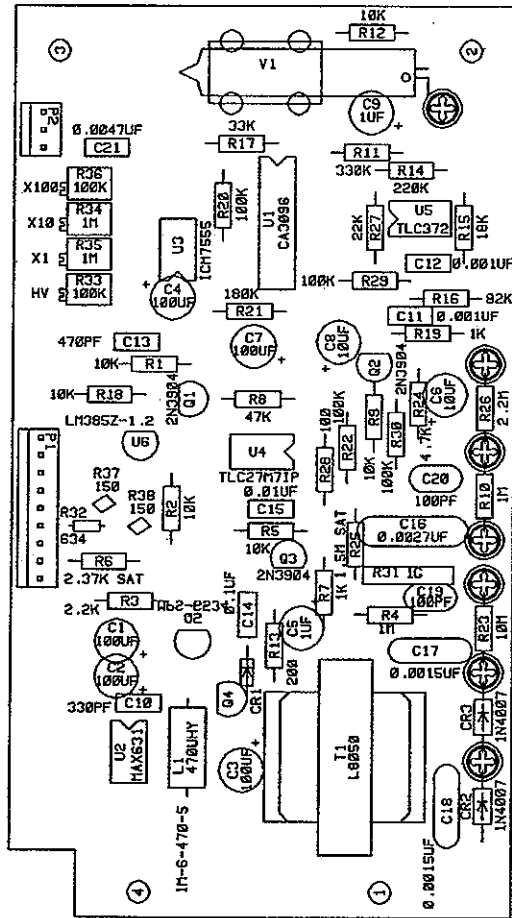 10K
R12
3
2
V1
P2
0.0047UF
C21
C9
1UF
+
33K
R17
R11
330K
R14
220K
X100
R36
100K
X10
R34
1M
X1
R35
1M
HV
R33
100K
R20
100K
U3
ICM7555
U1
CA3096
22K
R27
U5
TLC372
R15
18K
C12
0.001UF
+
C4
100UF
100K
R29
180K
R21
R16
82K
C11
0.001UF
R19
1K
470PF
C13
C7
100UF
+
C8
10UF
+
10K
R1
Q2
2N3904
10K
R18
2N3904
Q1
R8
47K
R24
4.7K
C6
10UF
+
R26
2.2M
LM385Z-1.2
U6
P1
100
R28
100K
R22
R9
10K
R30
100K
U4
TLC27M7IP
R37
150
R38
150
R2
10K
0.01UF
C15
C20
100PF
R10
1M
R32
634
R5
10K
C16
0.0027UF
R25
1.5M SAT
R6
2.37K SAT
Q3
2N3904
R31
1G
2.2K
R3
0.1UF
C14
R7
1K
C19
100PF
R4
1M
C1
100UF
+
C5
1UF
+
R23
10M
C2
100UF
+
R13
200
C17
0.0015UF
330PF
C10
CR1
Q4
U2
MAX631
L1
470UHY
IM-6-470-5
C3
100UF
+
T1
L8050
CR3
1N4007
CR2
1N4007
C18
0.0015UF
4
1